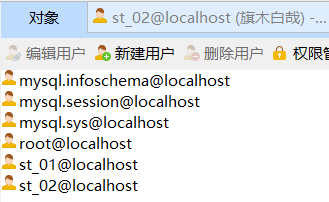 对象 st_02@localhost (旗木白哉) -...
编辑用户 新建用户 删除用户 权限管
mysql.infoschema@localhost
mysql.session@localhost
mysql.sys@localhost
root@localhost
st_01@localhost
st_02@localhost